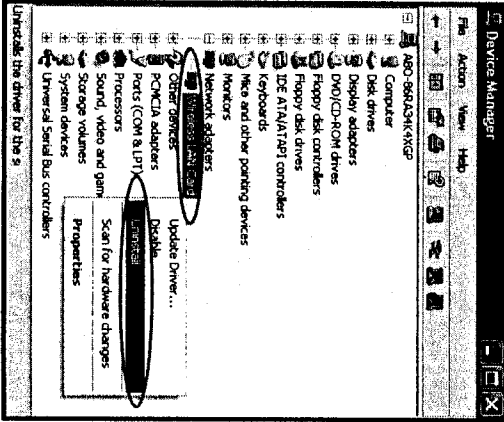 Device Manager
File Action View Help
ABO-86RA34K4XGP
Computer
Disk drives
Display adapters
DVD/CD-ROM drives
Floppy disk controllers
Floppy disk drives
IDE ATA/ATAPI controllers
Keyboards
Mice and other pointing devices
Monitors
Network adapters
Wireless LAN Card
Other devices
PCMCIA adapters
Ports (COM & LPT)
Processors
Sound, video and gam
Storage volumes
System devices
Universal Serial Bus controllers
Update Driver...
Disable
Uninstall
Scan for hardware changes
Properties
Uninstalls the driver for the se